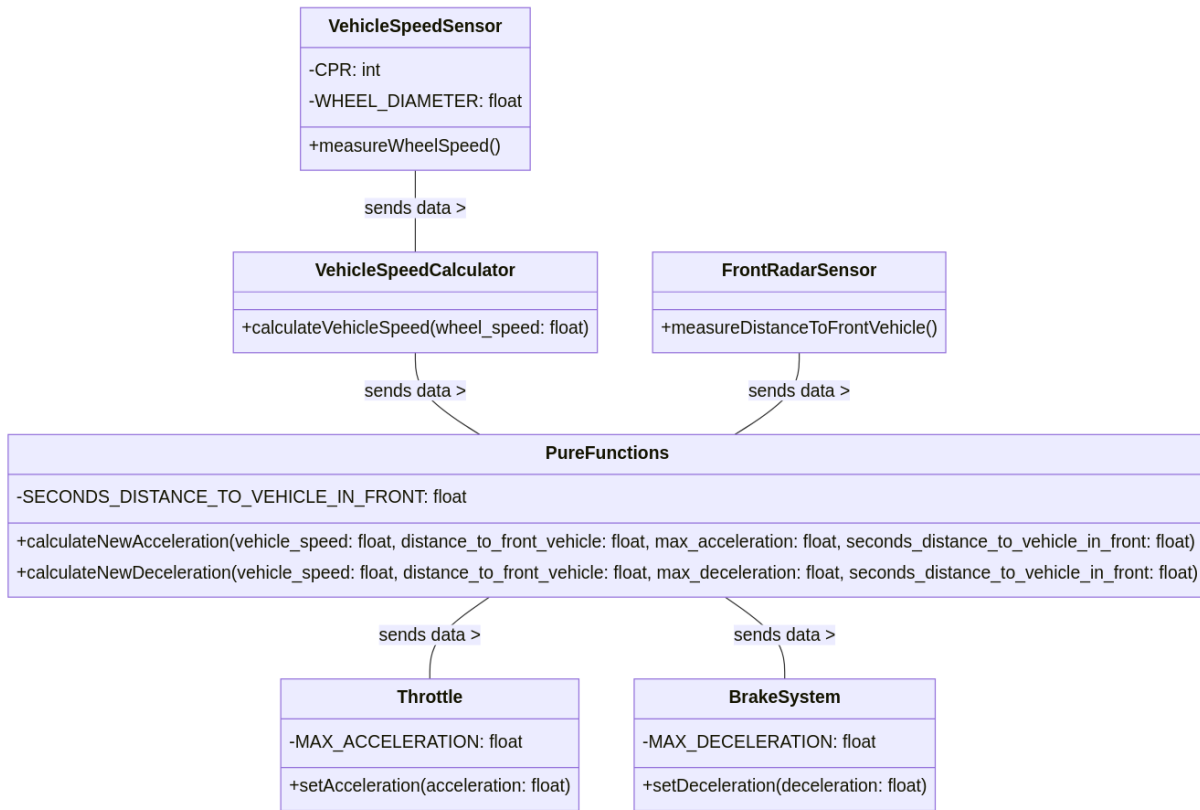 VehicleSpeedSensor
-CPR: int
-WHEEL_DIAMETER: float
+measureWheelSpeed()
sends data >
VehicleSpeedCalculator
+calculateVehicleSpeed(wheel_speed: float)
FrontRadarSensor
+measureDistanceToFrontVehicle()
sends data >
sends data >
PureFunctions
-SECONDS_DISTANCE_TO_VEHICLE_IN_FRONT: float
+calculateNewAcceleration(vehicle_speed: float, distance_to_front_vehicle: float, max_acceleration: float, seconds_distance_to_vehicle_in_front: float)
+calculateNewDeceleration(vehicle_speed: float, distance_to_front_vehicle: float, max_deceleration: float, seconds_distance_to_vehicle_in_front: float)
sends data >
sends data >
Throttle
-MAX_ACCELERATION: float
+setAcceleration(acceleration: float)
BrakeSystem
-MAX_DECELERATION: float
+setDeceleration(deceleration: float)